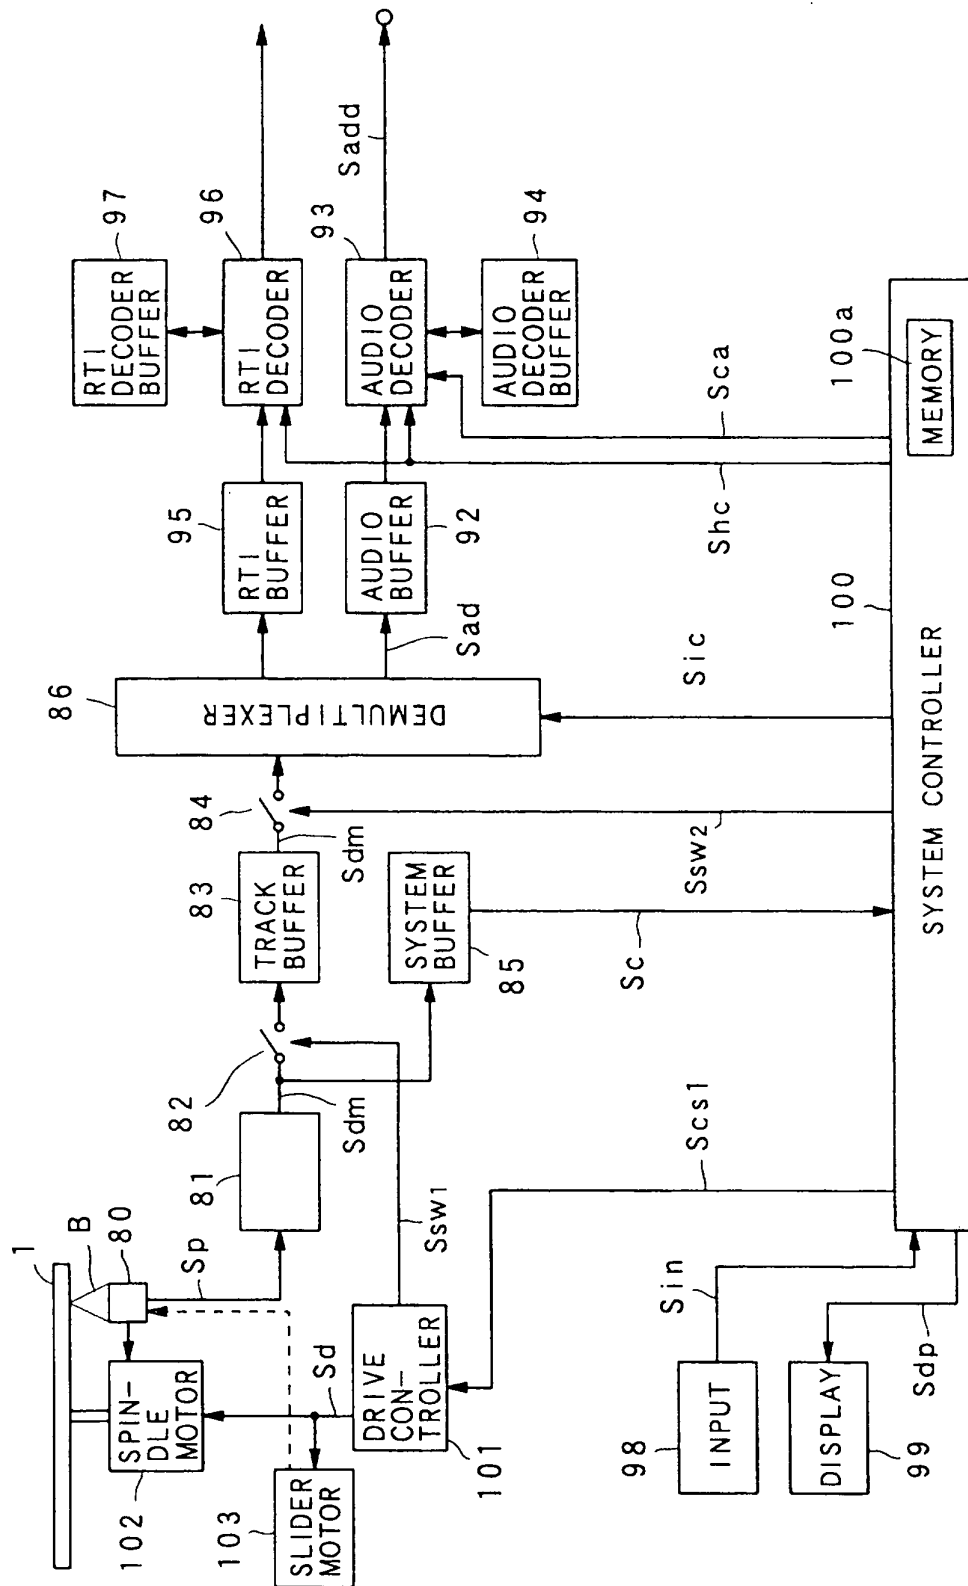 1
B
80
Sp
SPIN-
DLE
MOTOR
102
Sd
SLIDER
MOTOR
103
DRIVE
CON-
TROLLER
101
Ssw1
81
Sdm
82
TRACK
BUFFER
83
Sdm
84
SYSTEM
BUFFER
85
Sc
Ssw2
DEMULTIPLEXER
86
Sic
Sad
RTI
BUFFER
95
AUDIO
BUFFER
92
RTI
DECODER
BUFFER
97
RTI
DECODER
96
AUDIO
DECODER
93
AUDIO
DECODER
BUFFER
94
Sadd
Sca
Shc
Scs1
INPUT
98
Sin
DISPLAY
99
Sdp
SYSTEM CONTROLLER
100
MEMORY
100a